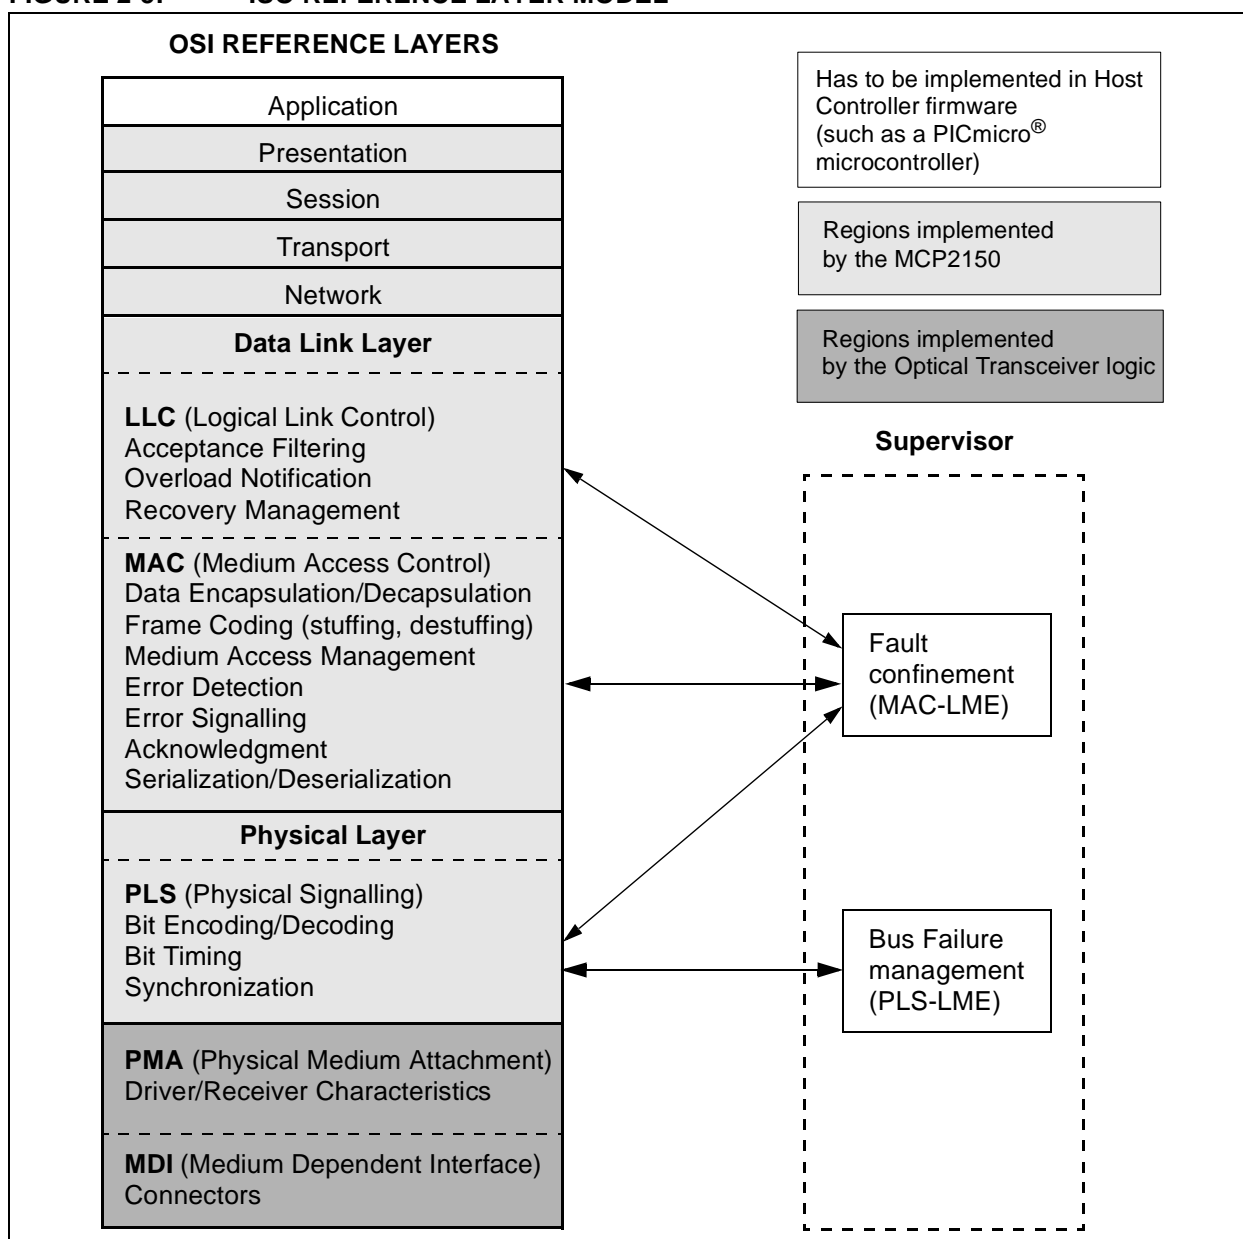 OSI REFERENCE LAYERS
Application
Presentation
Session
Transport
Network
Data Link Layer
LLC (Logical Link Control)
Acceptance Filtering
Overload Notification
Recovery Management
MAC (Medium Access Control)
Data Encapsulation/Decapsulation
Frame Coding (stuffing, destuffing)
Medium Access Management
Error Detection
Error Signalling
Acknowledgment
Serialization/Deserialization
Physical Layer
PLS (Physical Signalling)
Bit Encoding/Decoding
Bit Timing
Synchronization
PMA (Physical Medium Attachment)
Driver/Receiver Characteristics
MDI (Medium Dependent Interface)
Connectors
Has to be implemented in Host
Controller firmware
(such as a PICmicro®
microcontroller)
Regions implemented
by the MCP2150
Regions implemented
by the Optical Transceiver logic
Supervisor
Fault
confinement
(MAC-LME)
Bus Failure
management
(PLS-LME)